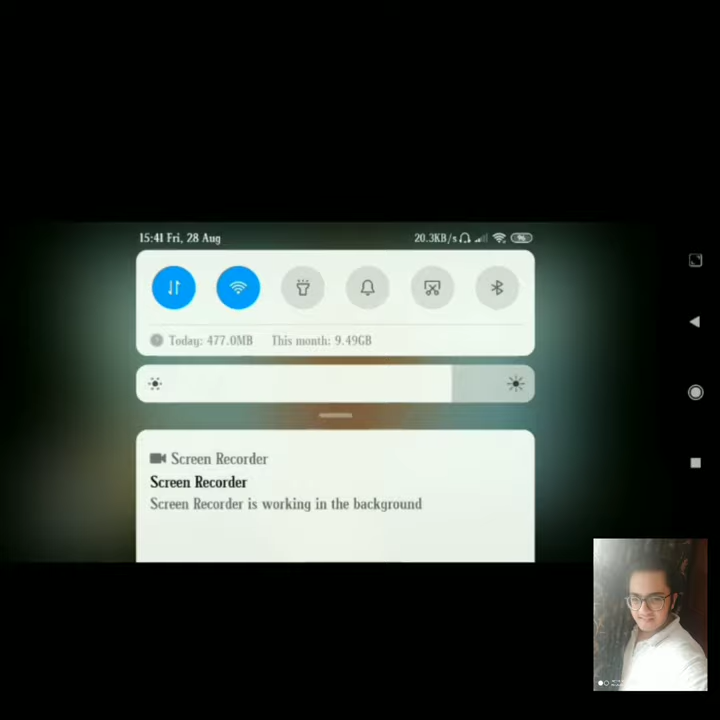 15:41 Fri, 28 Aug
20.3KB/s
96
Today: 477.0MB This month: 9.49GB
Screen Recorder
Screen Recorder
Screen Recorder is working in the background